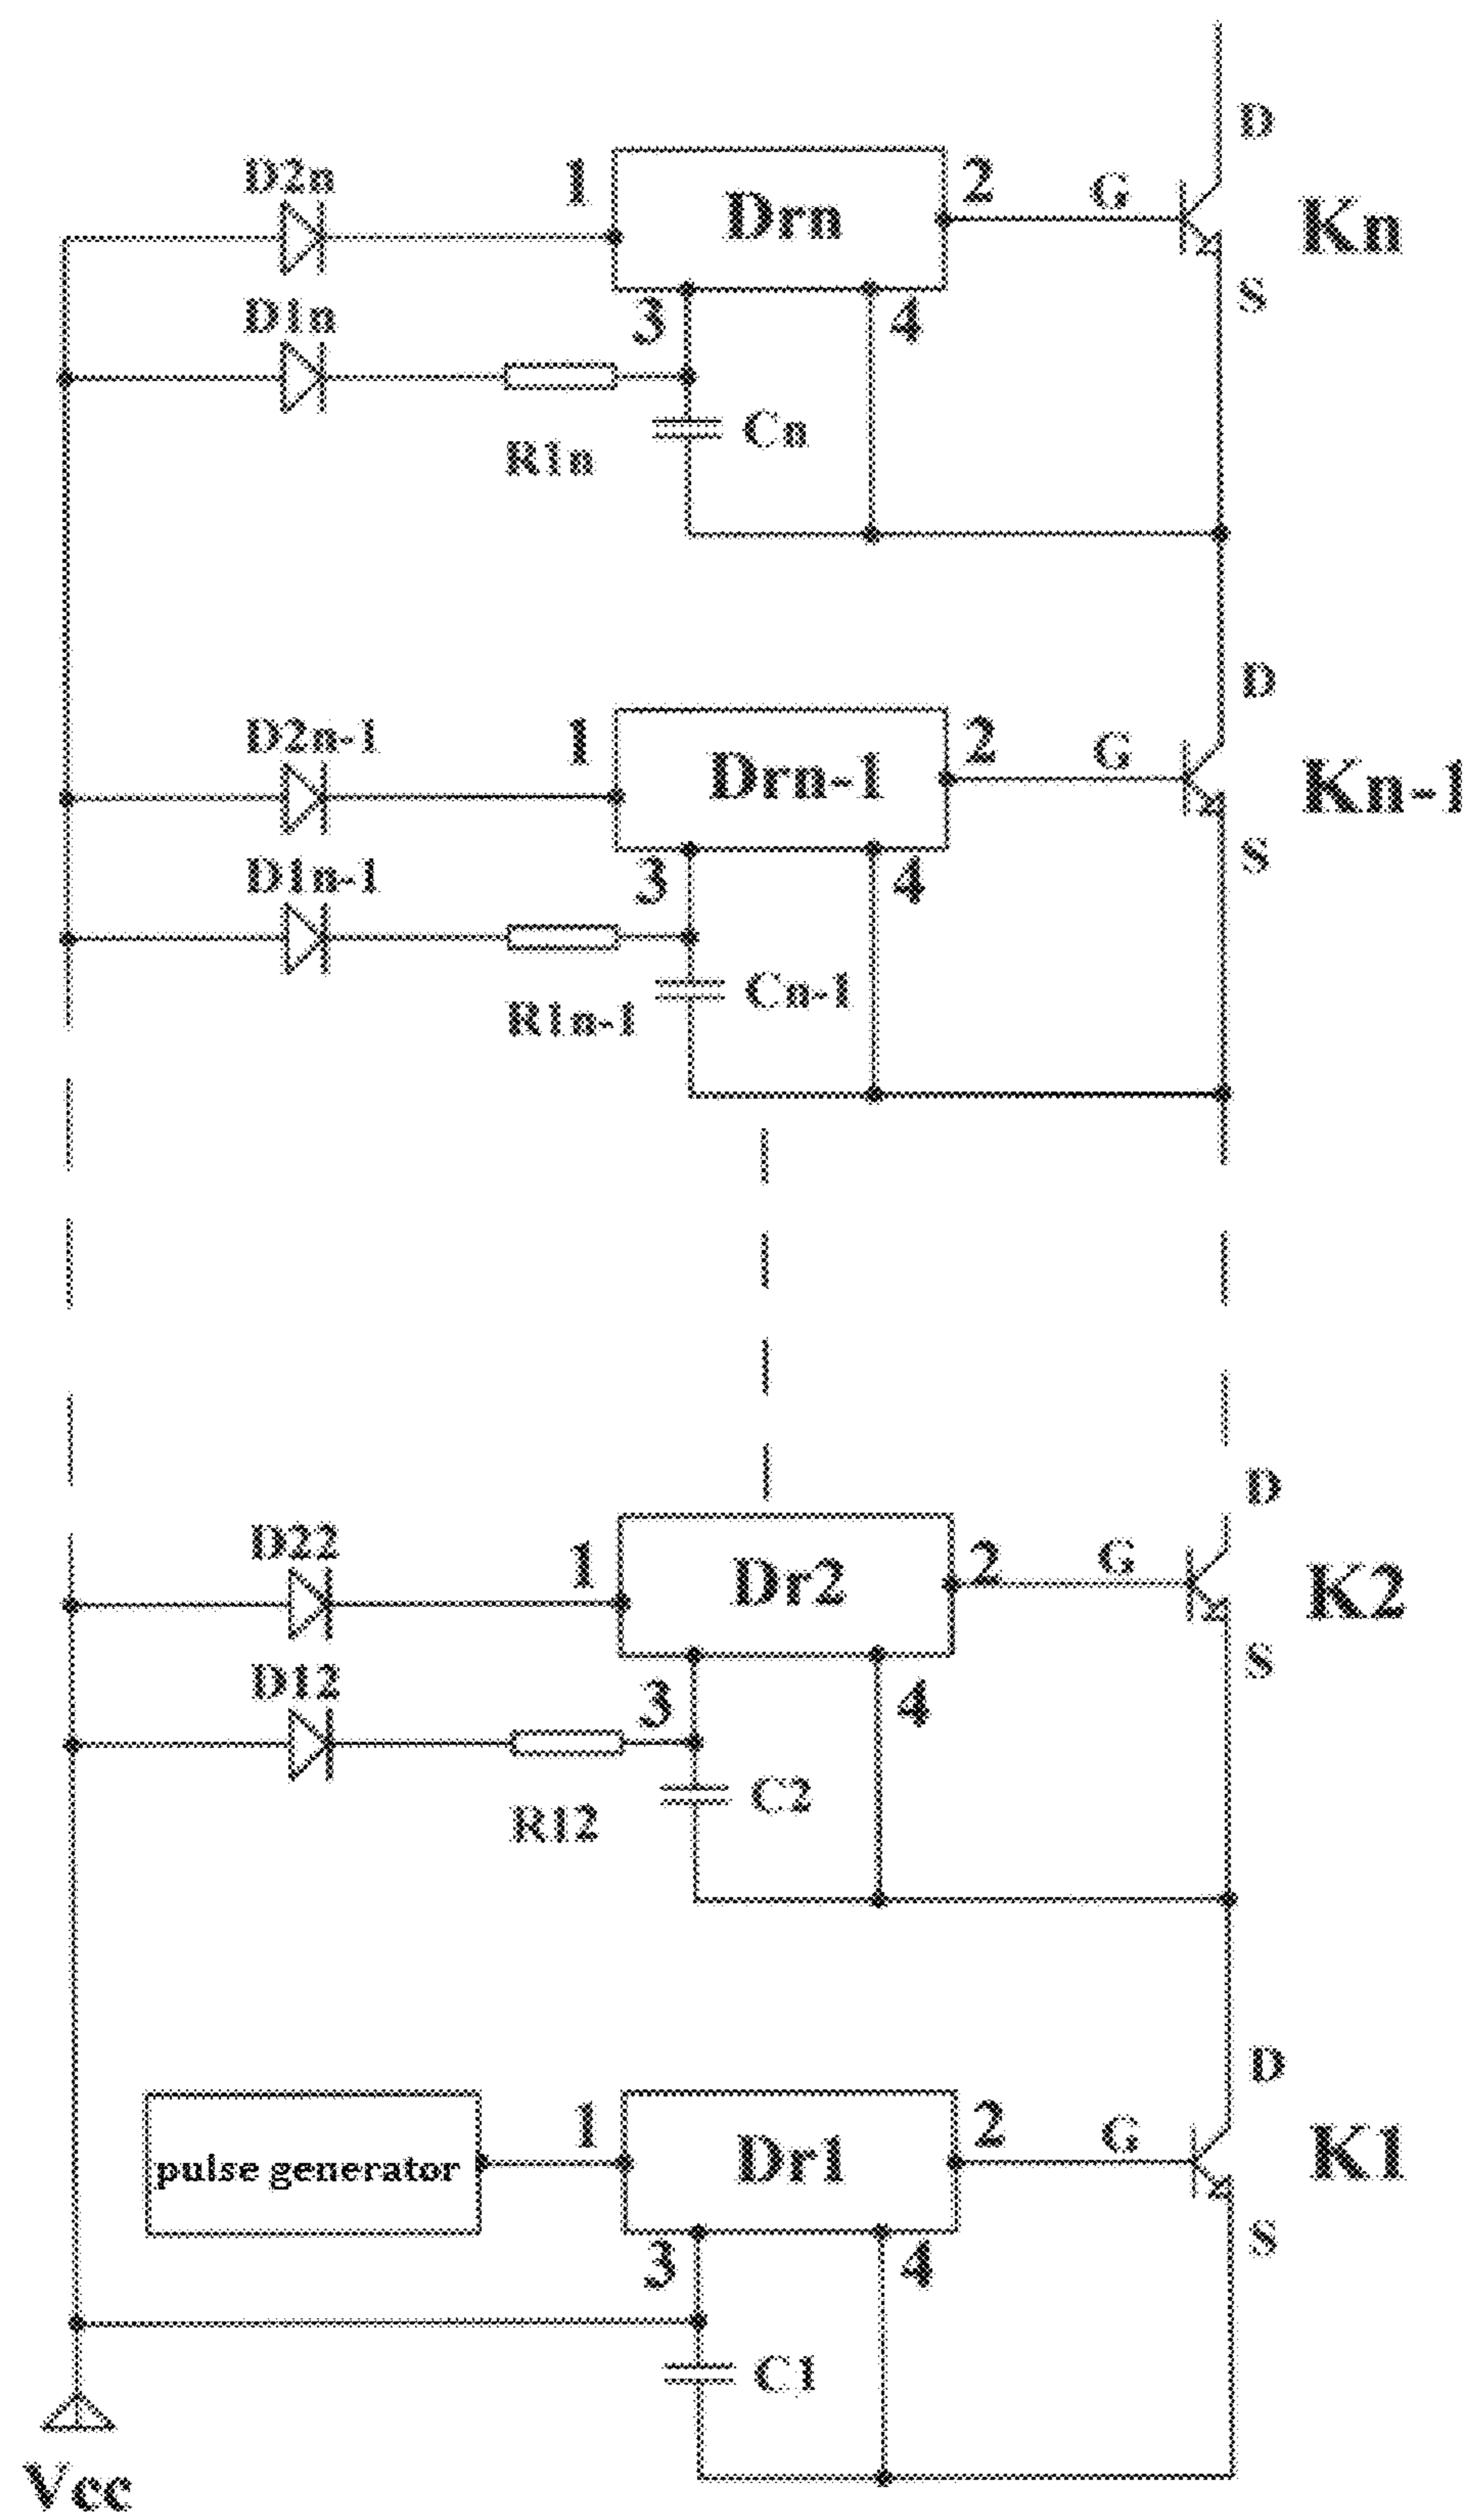 D
D2n
1
Drn
2
G
Kn
D1n
3
4
S
R1n
Cn
D
D2n-1
1
Drn-1
2
G
Kn-1
D1n-1
3
4
S
R1n-1
Cn-1
D
D22
1
Dr2
2
G
K2
D12
3
4
S
R12
C2
D
pulse generator
1
Dr1
2
G
K1
3
4
S
C1
Vcc